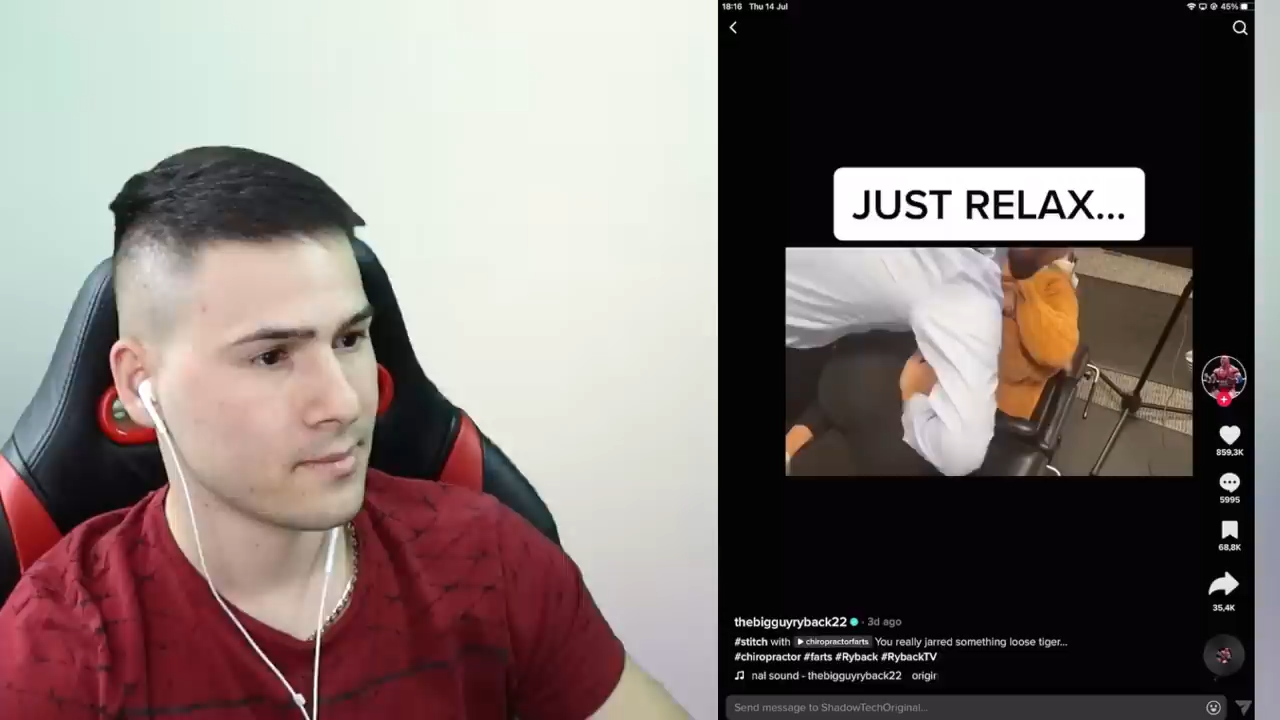 18:16 Thu 14 Jul
45%
JUST RELAX...
859,3K
5995
68,8K
35,4K
thebigguyryback22 · 3d ago
#stitch with chiropractorfarts You really jarred something loose tiger...
#chiropractor #farts #Ryback #RybackTV
nal sound - thebigguyryback22 origin
Send message to ShadowTechOriginal...